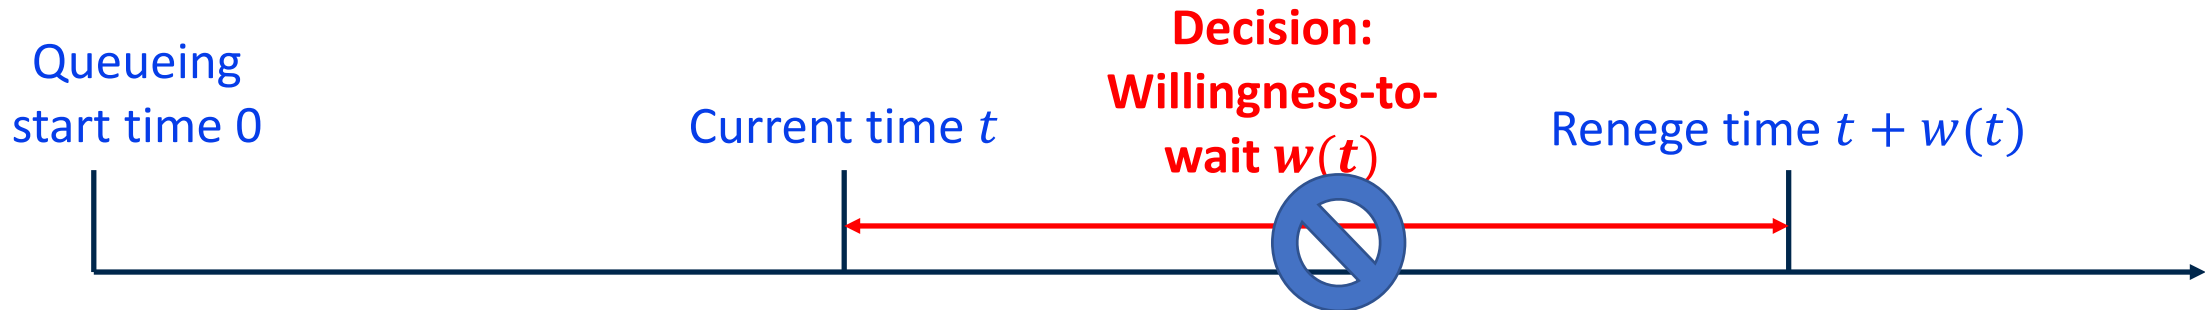 Queueing
start time 0
Current time t
Decision:
Willingness-to-
wait w(t)
Renege time t + w(t)